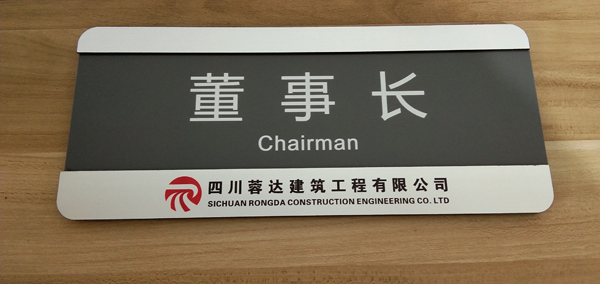 董事长
Chairman
四川蓉达建筑工程有限公司
SICHUAN RONGDA CONSTRUCTION ENGINEERING CO. LTD